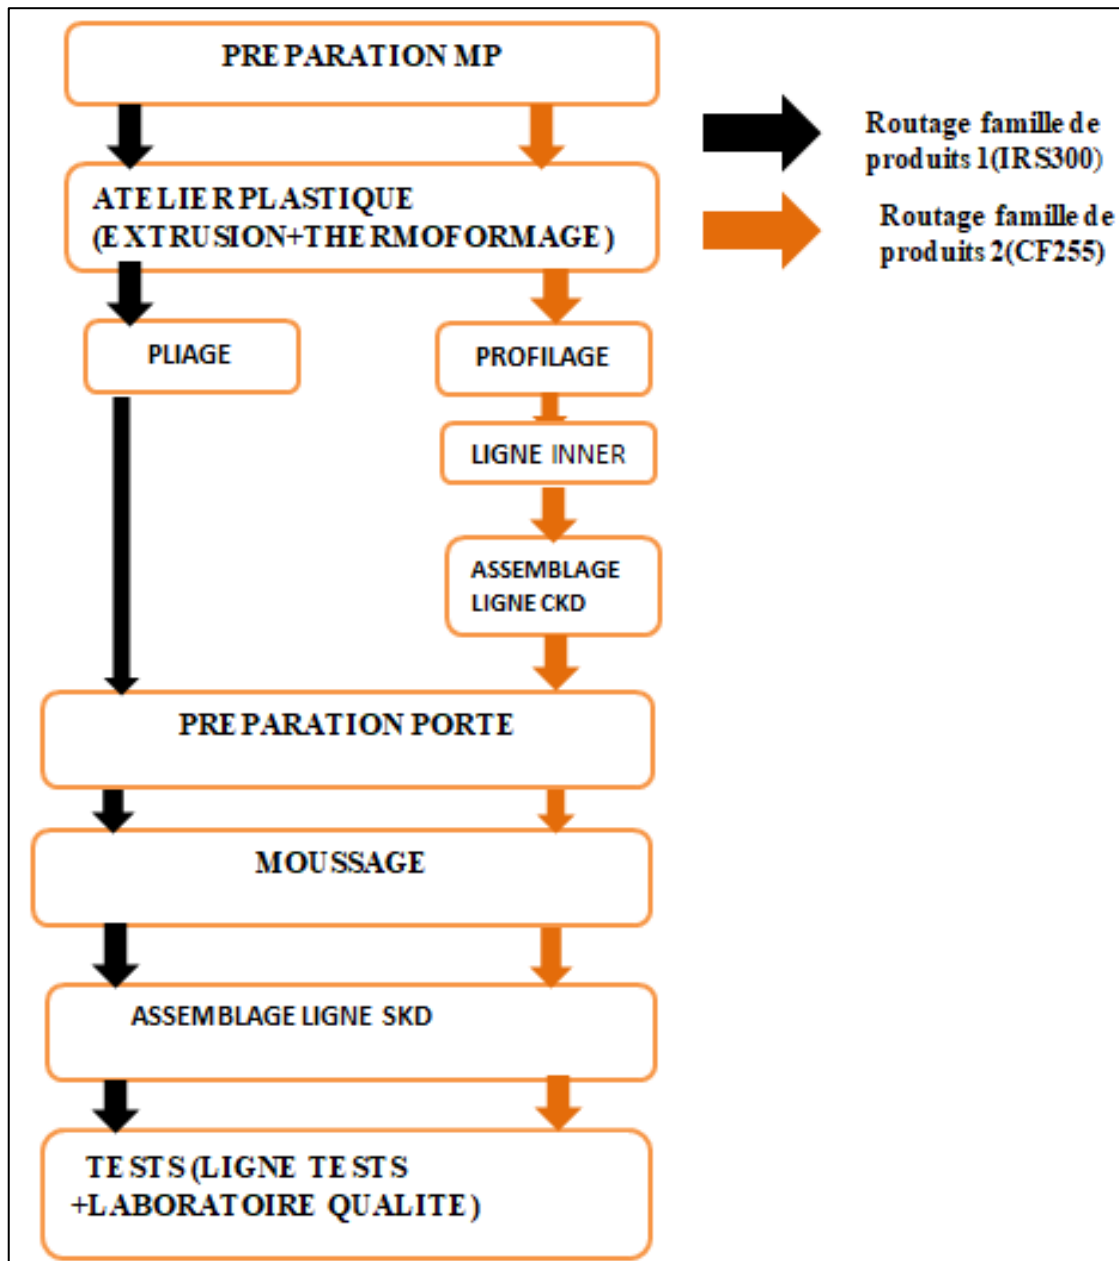 PREPARATION MP
Routage famille de
produits 1(IRS300)
ATELIER PLASTIQUE
(EXTRUSION+THERMOFORMAGE)
Routage famille de
produits 2(CF255)
PLIAGE
PROFILAGE
LIGNE INNER
ASSEMBLAGE
LIGNE CKD
PREPARATION PORTE
MOUSSAGE
ASSEMBLAGE LIGNE SKD
TESTS (LIGNE TESTS
+LABORATOIRE QUALITE)